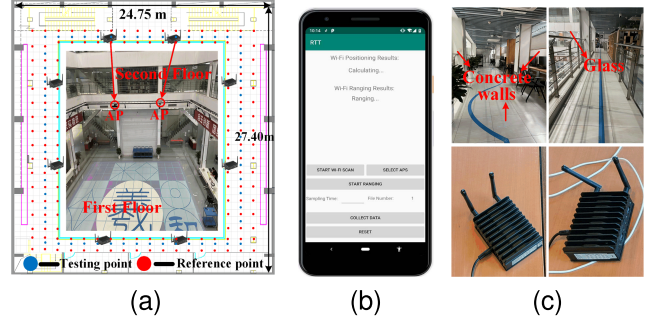 24.75 m
Second Floor
AP
AP
27.40m
First Floor
Testing point
Reference point
(a)
10:14
RTT
Wi-Fi Positioning Results:
Calculating...
Wi-Fi Ranging Results:
Ranging...
START WI-FI SCAN
SELECT APS
START RANGING
Sampling Time:
File Number:
1
COLLECT DATA
RESET
(b)
Concrete
walls
Glass
(c)